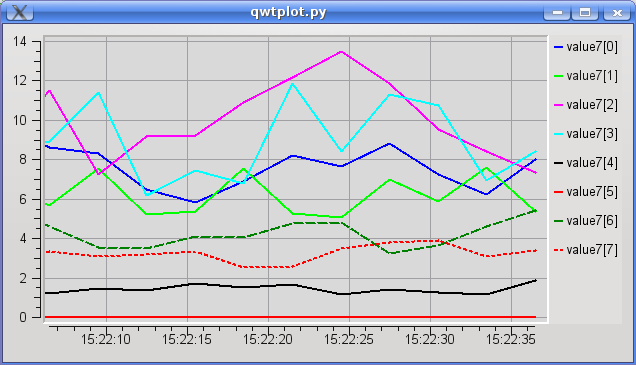 qwtplot.py
14
12
10
8
6
4
2
0
15:22:10 15:22:15 15:22:20 15:22:25 15:22:30 15:22:35
value7[0]
value7[1]
value7[2]
value7[3]
value7[4]
value7[5]
value7[6]
value7[7]